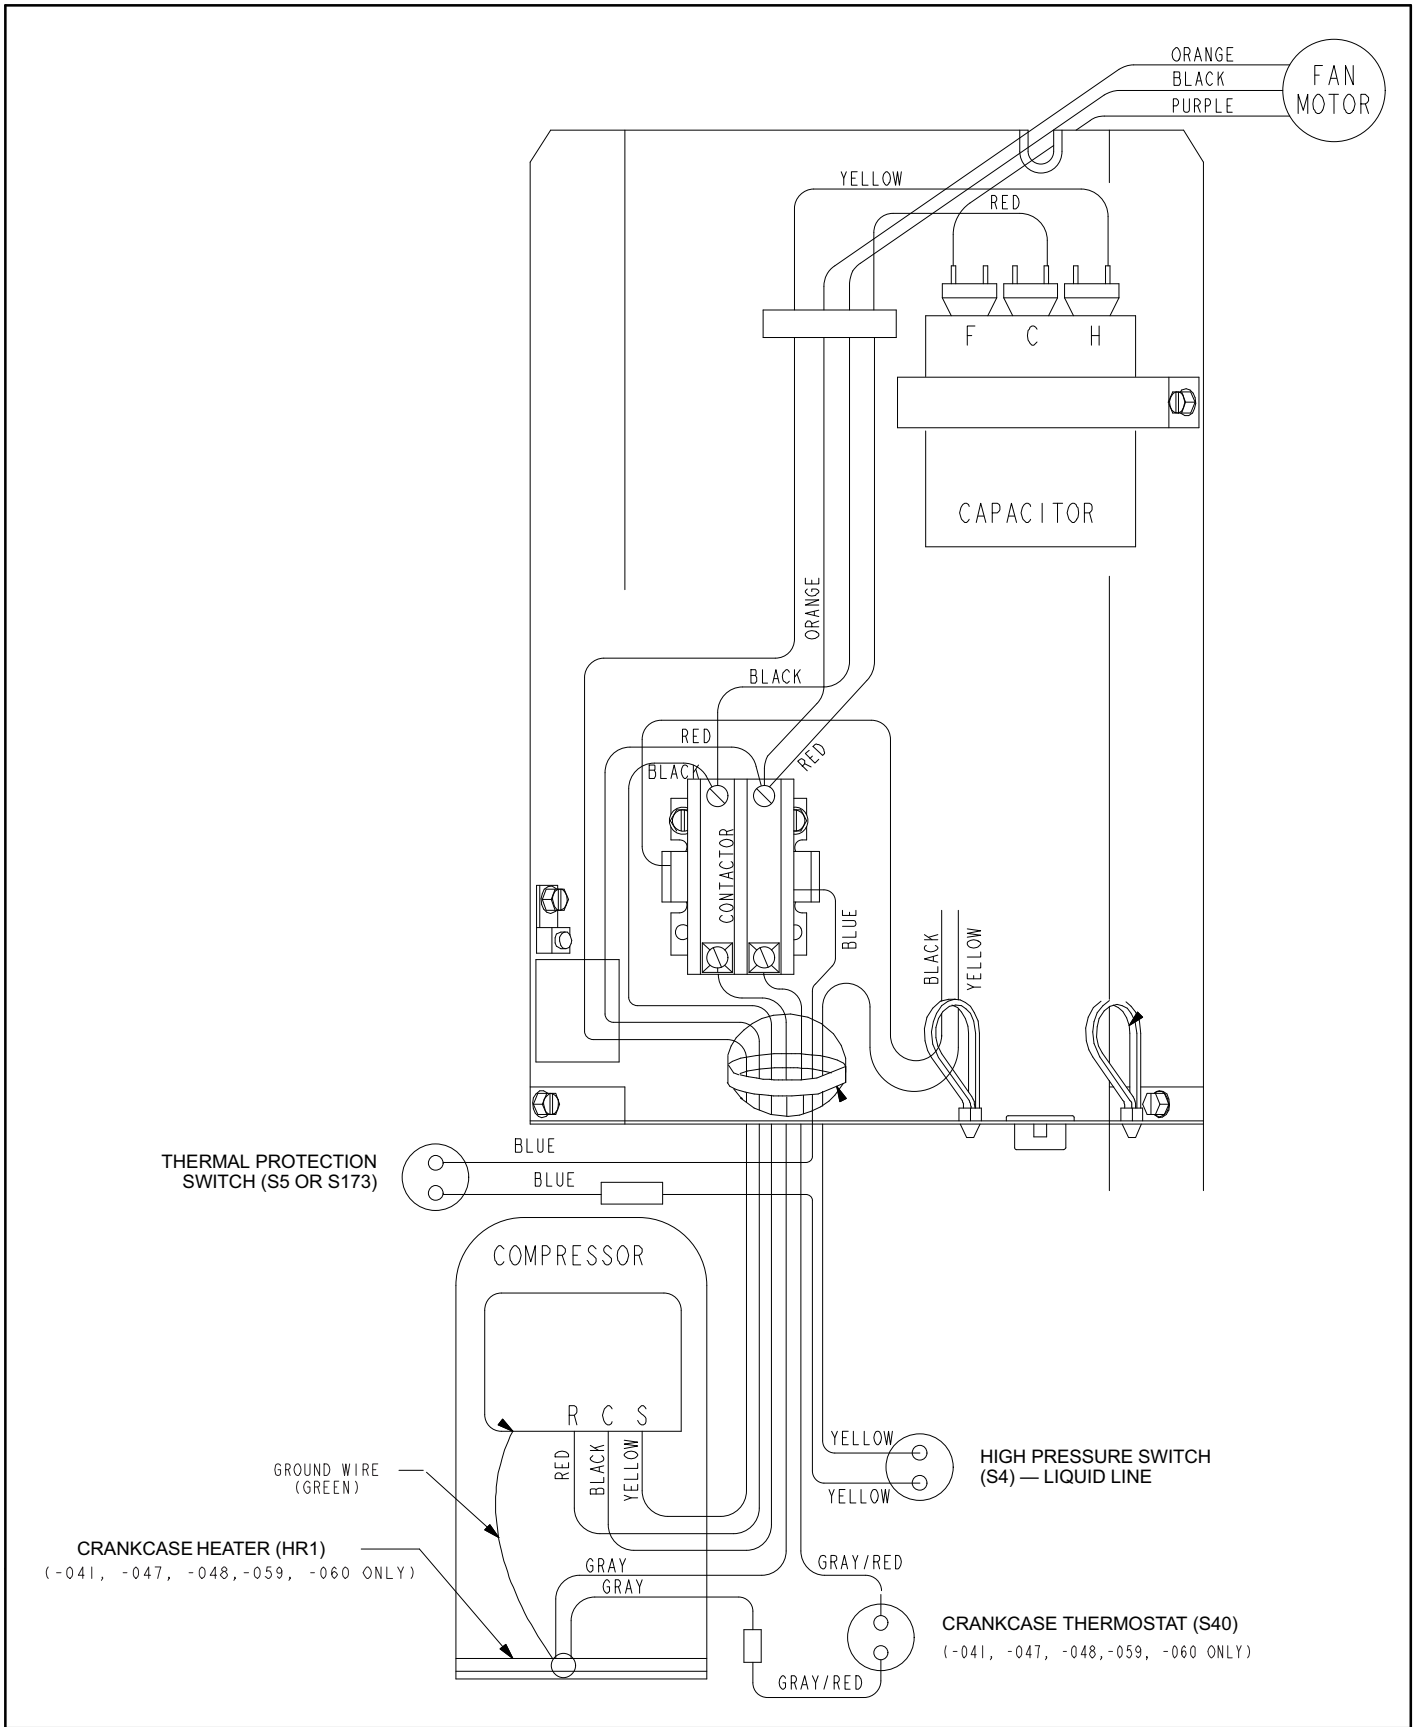 ORANGE
BLACK
PURPLE
FAN
MOTOR
YELLOW
RED
F C H
CAPACITOR
ORANGE
BLACK
RED
RED
BLACK
CONTACTOR
BLUE
BLACK
YELLOW
THERMAL PROTECTION
SWITCH (S5 OR S173)
BLUE
BLUE
COMPRESSOR
R C S
RED
BLACK
YELLOW
YELLOW
YELLOW
HIGH PRESSURE SWITCH
(S4) — LIQUID LINE
GROUND WIRE
(GREEN)
CRANKCASE HEATER (HR1)
(-041, -047, -048,-059, -060 ONLY)
GRAY
GRAY
GRAY/RED
CRANKCASE THERMOSTAT (S40)
(-041, -047, -048,-059, -060 ONLY)
GRAY/RED